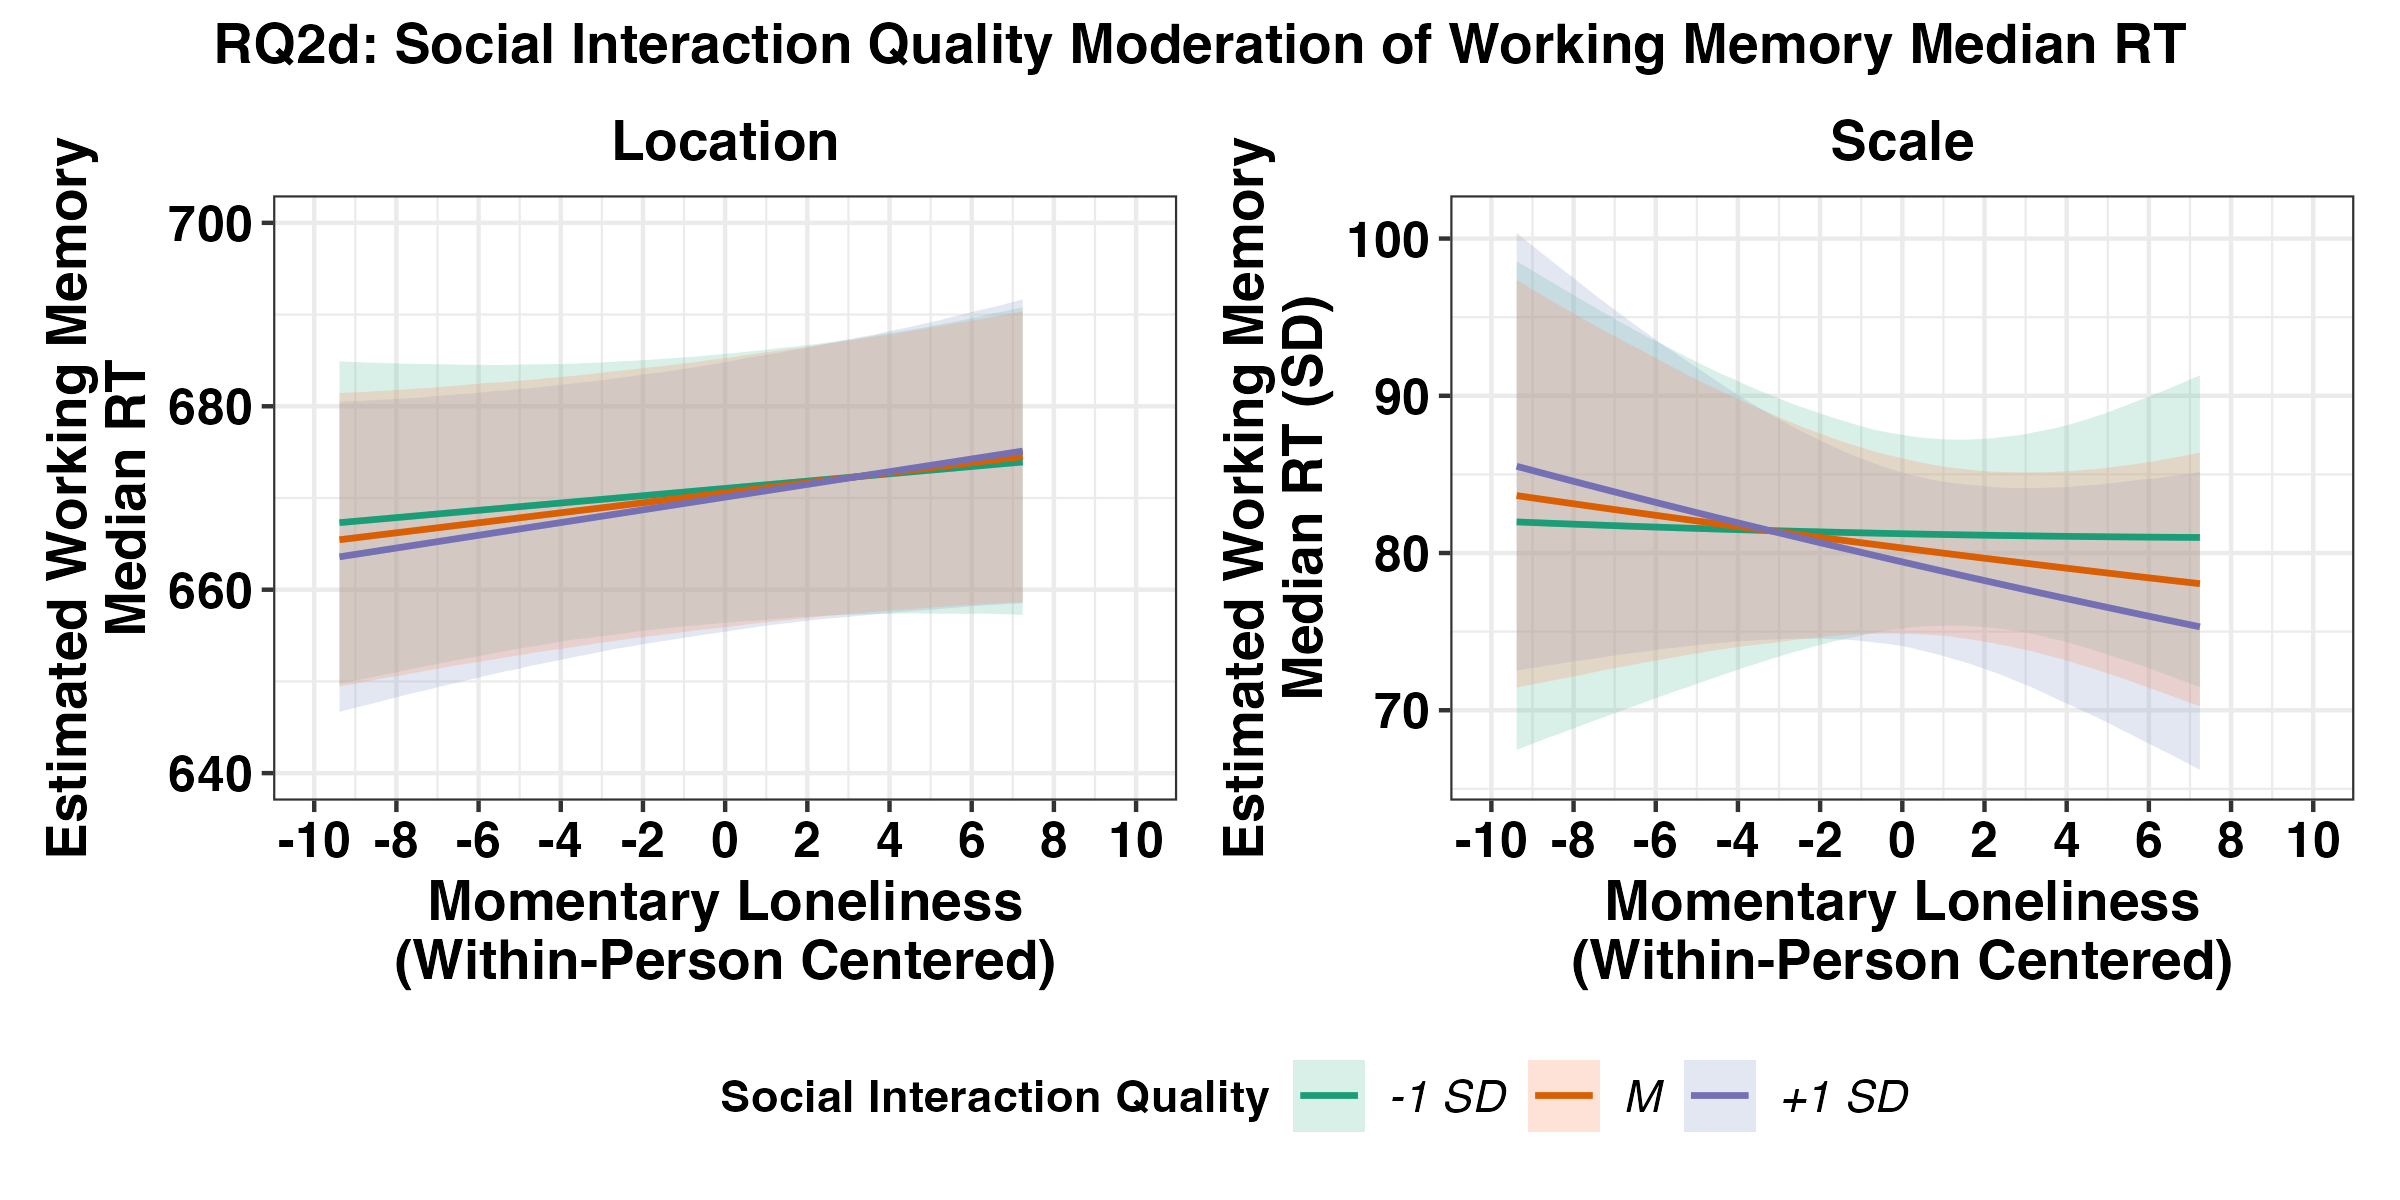 RQ2d: Social Interaction Quality Moderation of Working Memory Median RT
Location
Estimated Working Memory
Median RT
700
680
660
640
-10 -8 -6 -4 -2 0 2 4 6 8 10
Momentary Loneliness
(Within-Person Centered)
Scale
Estimated Working Memory
Median RT (SD)
100
90
80
70
-10 -8 -6 -4 -2 0 2 4 6 8 10
Momentary Loneliness
(Within-Person Centered)
Social Interaction Quality -1 SD M +1 SD